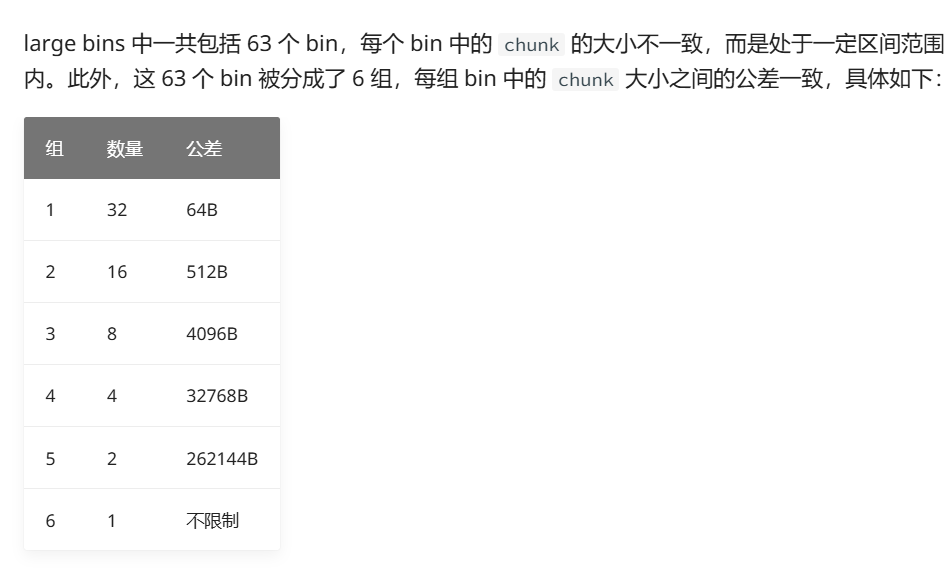 large bins 中一共包括 63 个 bin，每个 bin 中的 chunk 的大小不一致，而是处于一定区间范围
内。此外，这 63 个 bin 被分成了 6 组，每组 bin 中的 chunk 大小之间的公差一致，具体如下：
组 数量 公差
1 32 64B
2 16 512B
3 8 4096B
4 4 32768B
5 2 262144B
6 1 不限制